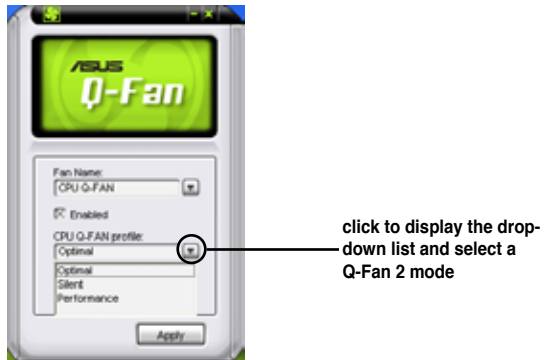 ASUS
Q-Fan
Fan Name:
CPU Q-FAN
Enabled
CPU Q-FAN profile:
Optimal
Optimal
Silent
Performance
Apply
click to display the drop-
down list and select a
Q-Fan 2 mode